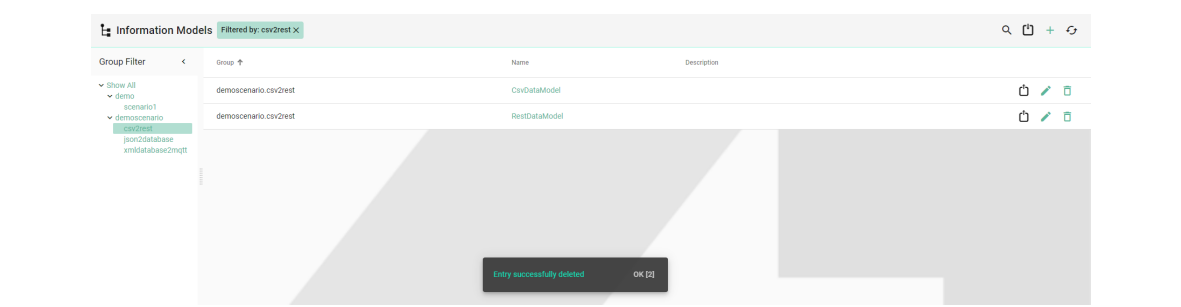 Information Models Filtered by: csv2rest ×
Group Filter
Group Name Description
Show All
demo
scenario1
demoscenario
csv2rest
json2database
xmldatabase2mqtt
demoscenario.csv2rest CsvDataModel
demoscenario.csv2rest RestDataModel
Entry successfully deleted OK [2]